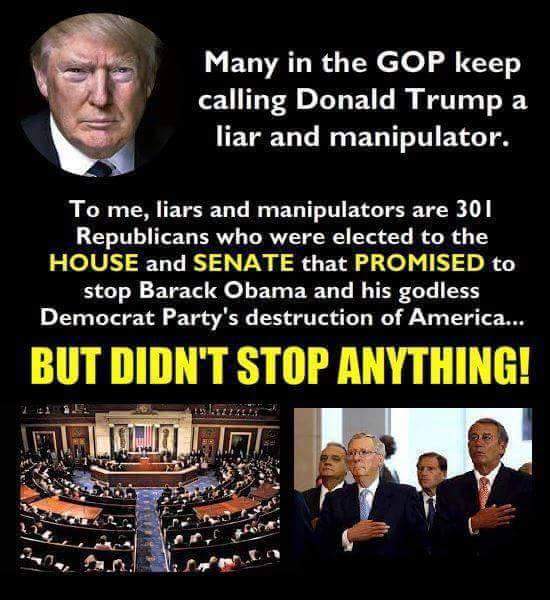 Many in the GOP keep
calling Donald Trump a
liar and manipulator.
To me, liars and manipulators are 301
Republicans who were elected to the
HOUSE and SENATE that PROMISED to
stop Barack Obama and his godless
Democrat Party's destruction of America...
BUT DIDN'T STOP ANYTHING!